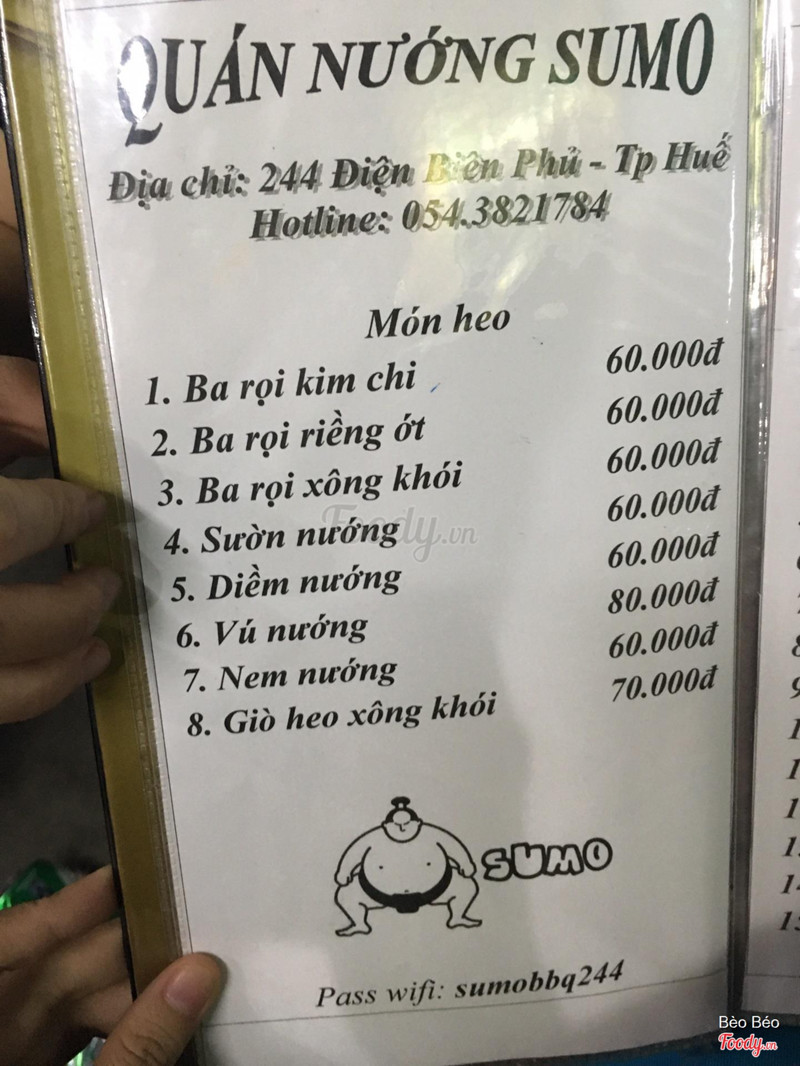 QUÁN NƯỚNG SUMO
Địa chỉ: 244 Điện Biên Phủ - Tp Huế
Hotline: 054.3821784
Món heo
1. Ba rọi kim chi 60.000đ
2. Ba rọi riềng ớt 60.000đ
3. Ba rọi xông khói 60.000đ
4. Sườn nướng 60.000đ
5. Diềm nướng 60.000đ
6. Vú nướng 80.000đ
7. Nem nướng 60.000đ
8. Giò heo xông khói 70.000đ
Foody.vn
SUMO
Pass wifi: sumobbq244
Bèo Béo
Foody.vn